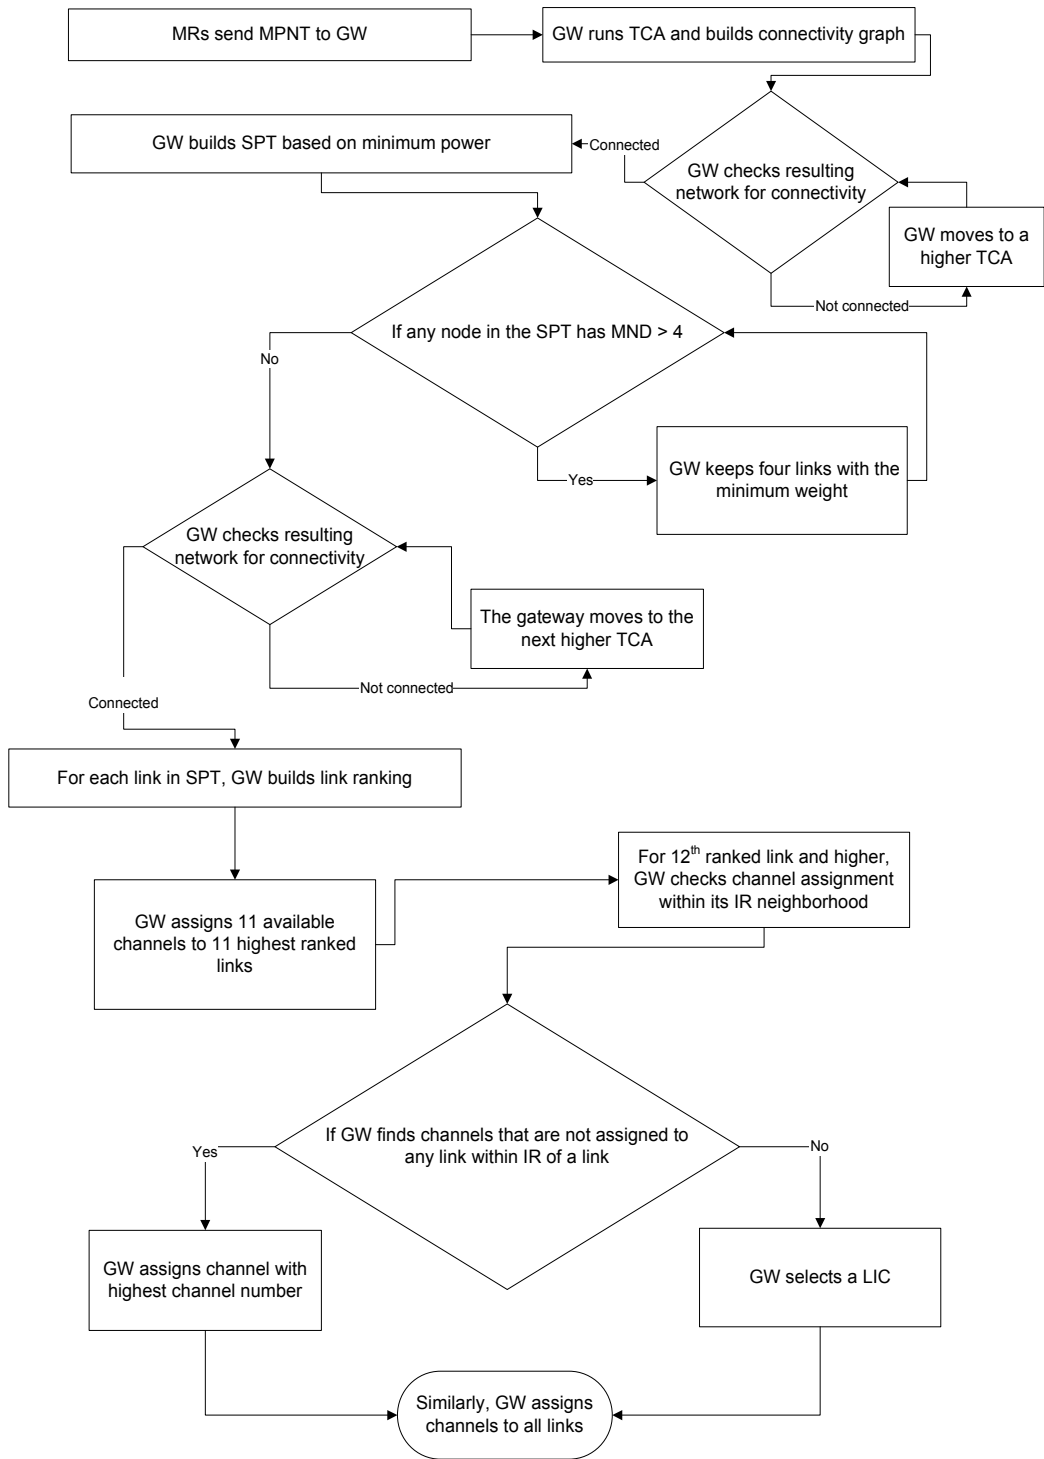 MRs send MPNT to GW
GW runs TCA and builds connectivity graph
GW builds SPT based on minimum power
Connected
GW checks resulting
network for connectivity
GW moves to a
higher TCA
Not connected
If any node in the SPT has MND > 4
No
Yes
GW keeps four links with the
minimum weight
GW checks resulting
network for connectivity
The gateway moves to the
next higher TCA
Not connected
Connected
For each link in SPT, GW builds link ranking
GW assigns 11 available
channels to 11 highest ranked
links
For 12th ranked link and higher,
GW checks channel assignment
within its IR neighborhood
If GW finds channels that are not assigned to
any link within IR of a link
Yes
No
GW assigns channel with
highest channel number
GW selects a LIC
Similarly, GW assigns
channels to all links